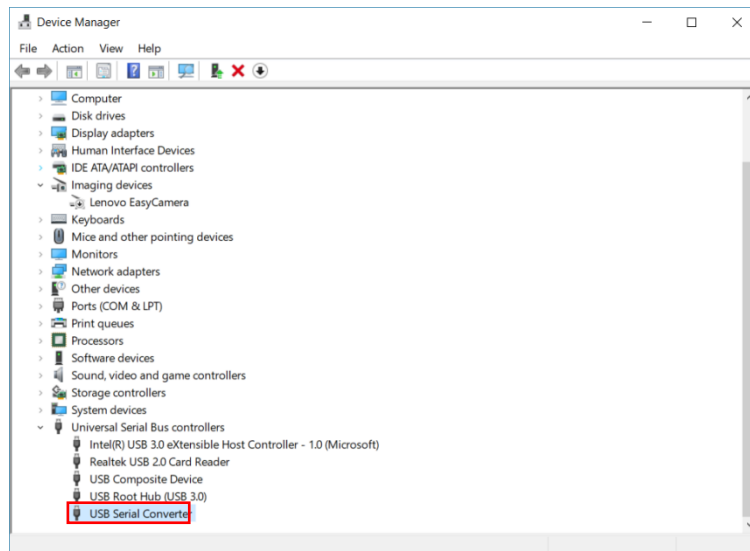 Device Manager
File Action View Help
Computer
Disk drives
Display adapters
Human Interface Devices
IDE ATA/ATAPI controllers
Imaging devices
Lenovo EasyCamera
Keyboards
Mice and other pointing devices
Monitors
Network adapters
Other devices
Ports (COM & LPT)
Print queues
Processors
Software devices
Sound, video and game controllers
Storage controllers
System devices
Universal Serial Bus controllers
Intel(R) USB 3.0 eXtensible Host Controller - 1.0 (Microsoft)
Realtek USB 2.0 Card Reader
USB Composite Device
USB Root Hub (USB 3.0)
USB Serial Converter